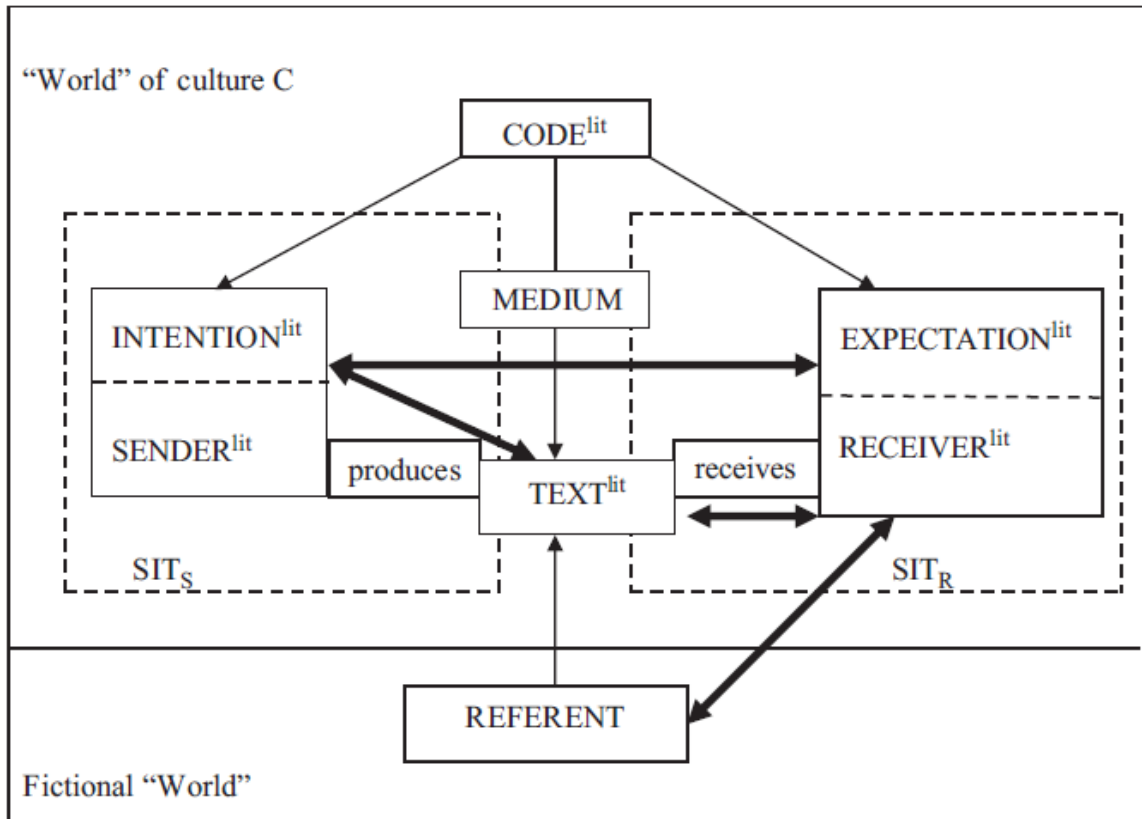 “World” of culture C
CODE^lit
MEDIUM
INTENTION^lit
EXPECTATION^lit
SENDER^lit
RECEIVER^lit
produces
TEXT^lit
receives
SIT_S
SIT_R
REFERENT
Fictional “World”